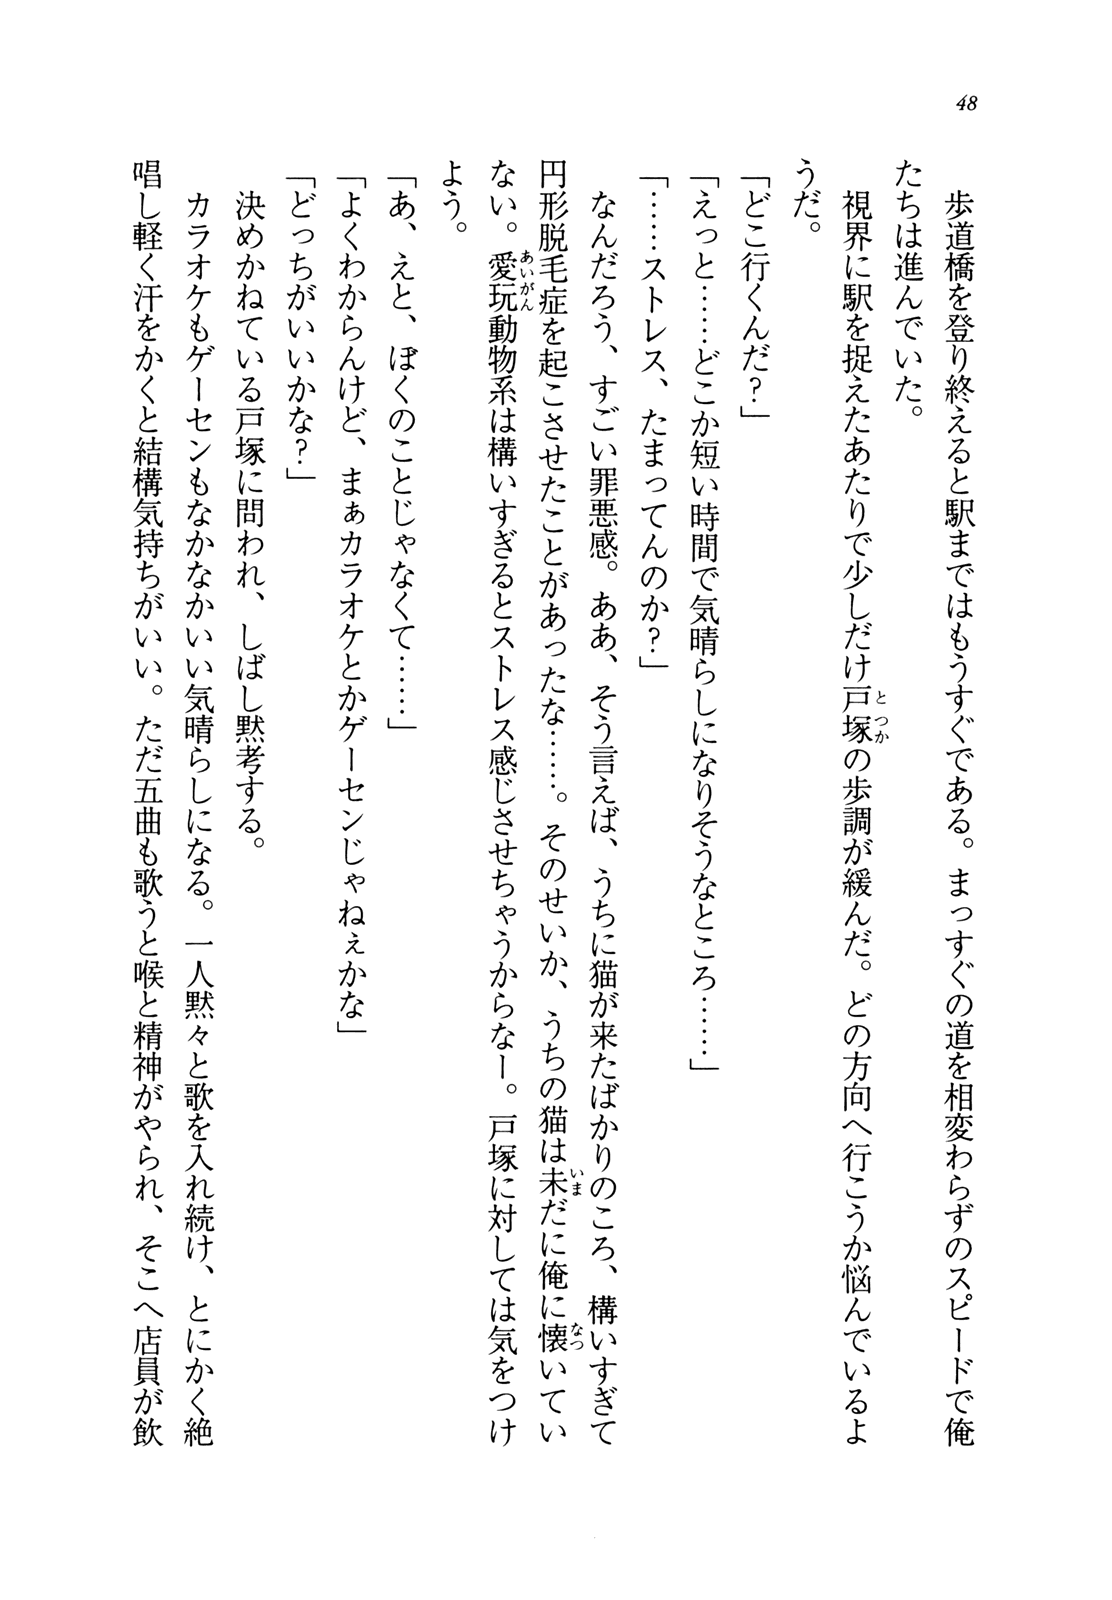 48
　歩道橋を登り終えると駅まではもうすぐである。まっすぐの道を相変わらずのスピードで俺
たちは進んでいた。
　視界に駅を捉えたあたりで少しだけ戸塚の歩調が緩んだ。どの方向へ行こうか悩んでいるよ
うだ。
「どこ行くんだ？」
「えっと……どこか短い時間で気晴らしになりそうなところ……」
「……ストレス、たまってんのか？」
　なんだろう、すごい罪悪感。ああ、そう言えば、うちに猫が来たばかりのころ、構いすぎて
円形脱毛症を起こさせたことがあったな……。そのせいか、うちの猫は未だに俺に懐いてい
ない。愛玩動物系は構いすぎるとストレス感じさせちゃうからなー。戸塚に対しては気をつけ
よう。
「あ、えと、ぼくのことじゃなくて……」
「よくわからんけど、まぁカラオケとかゲーセンじゃねぇかな」
「どっちがいいかな？」
　決めかねている戸塚に問われ、しばし黙考する。
　カラオケもゲーセンもなかなかいい気晴らしになる。一人黙々と歌を入れ続け、とにかく絶
唱し軽く汗をかくと結構気持ちがいい。ただ五曲も歌うと喉と精神がやられ、そこへ店員が飲